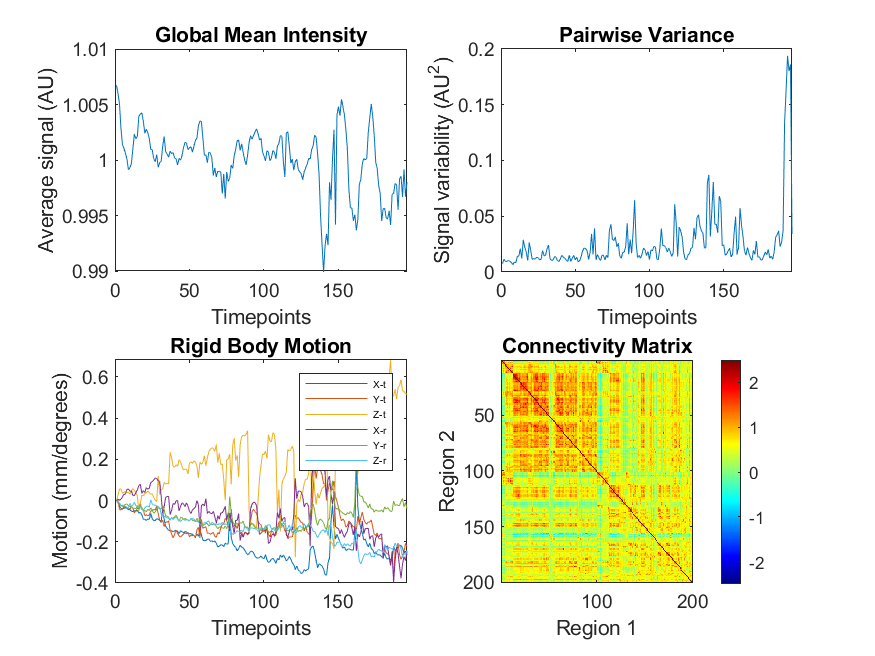 Global Mean Intensity
Average signal (AU)
1.01
1.005
1
0.995
0.99
0
50
100
150
Timepoints
Pairwise Variance
Signal variability (AU²)
0.2
0.15
0.1
0.05
0
0
50
100
150
Timepoints
Rigid Body Motion
Motion (mm/degrees)
0.6
0.4
0.2
0
-0.2
-0.4
0
50
100
150
Timepoints
X-t
Y-t
Z-t
X-r
Y-r
Z-r
Connectivity Matrix
Region 2
50
100
150
200
100
200
Region 1
2
1
0
-1
-2